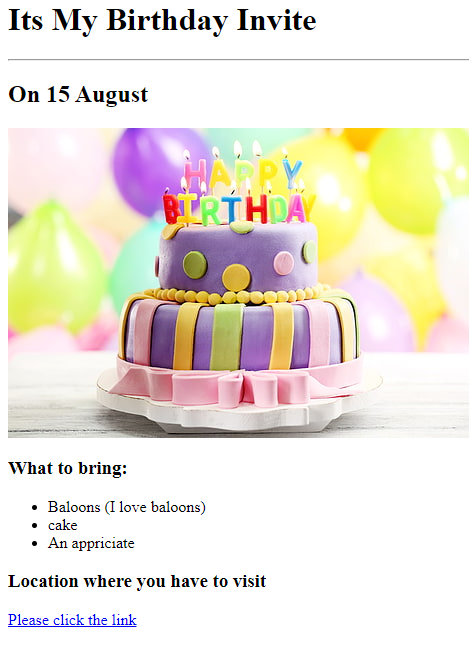 Its My Birthday Invite
On 15 August
HAPPY
BIRTHDAY
What to bring:
Baloons (I love baloons)
cake
An appriciate
Location where you have to visit
Please click the link